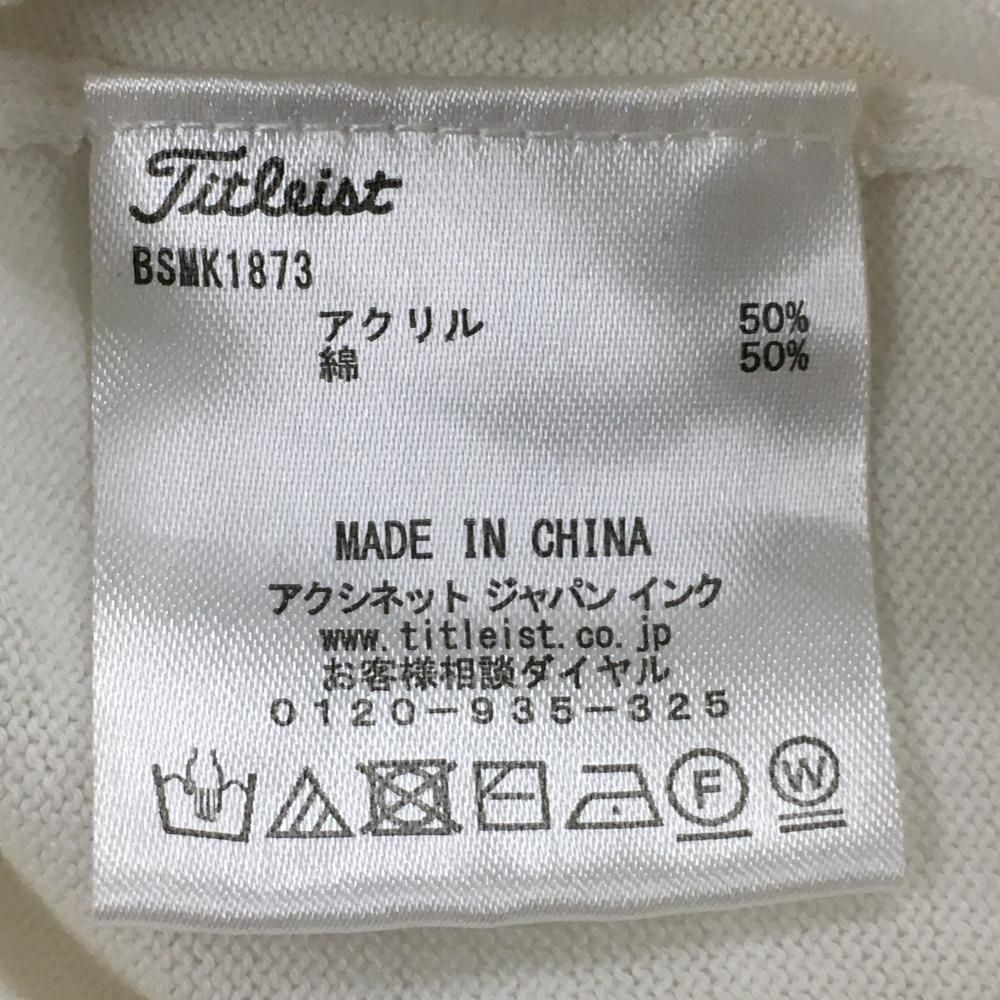 Titleist
BSMK1873
アクリル 50%
綿 50%
MADE IN CHINA
アクシネット ジャパン インク
www.titleist.co.jp
お客様相談ダイヤル
0120-935-325
F W